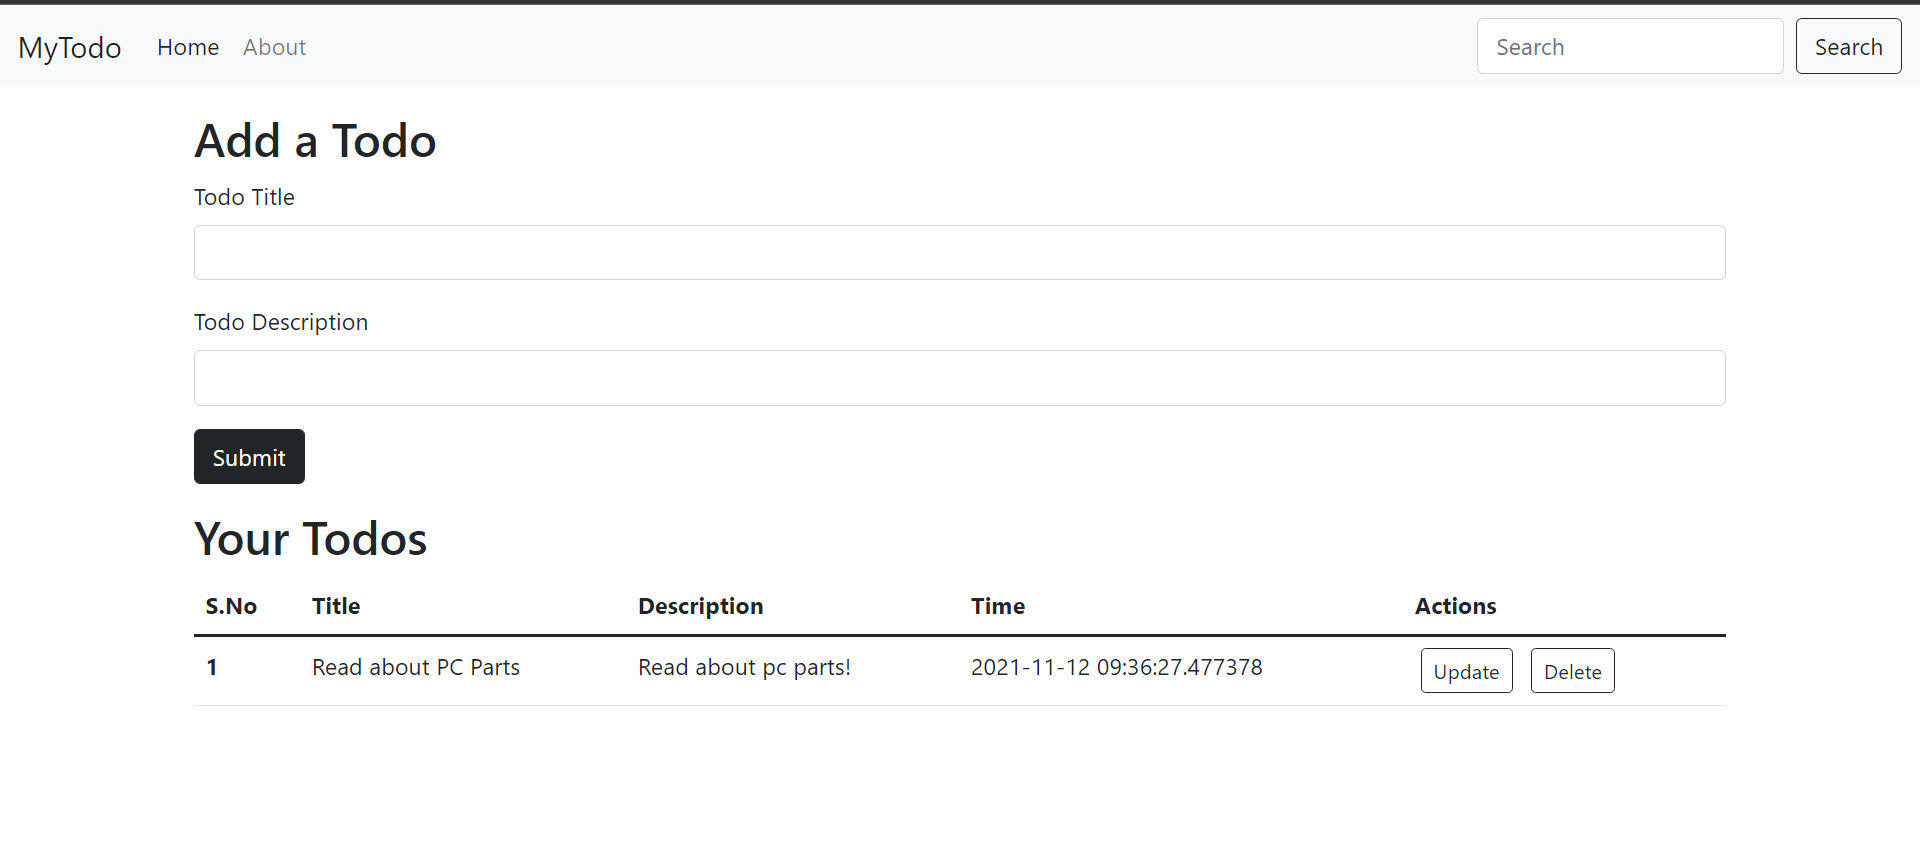 MyTodo Home About Search Search
Add a Todo
Todo Title
Todo Description
Submit
Your Todos
S.No Title Description Time Actions
1 Read about PC Parts Read about pc parts! 2021-11-12 09:36:27.477378 Update Delete